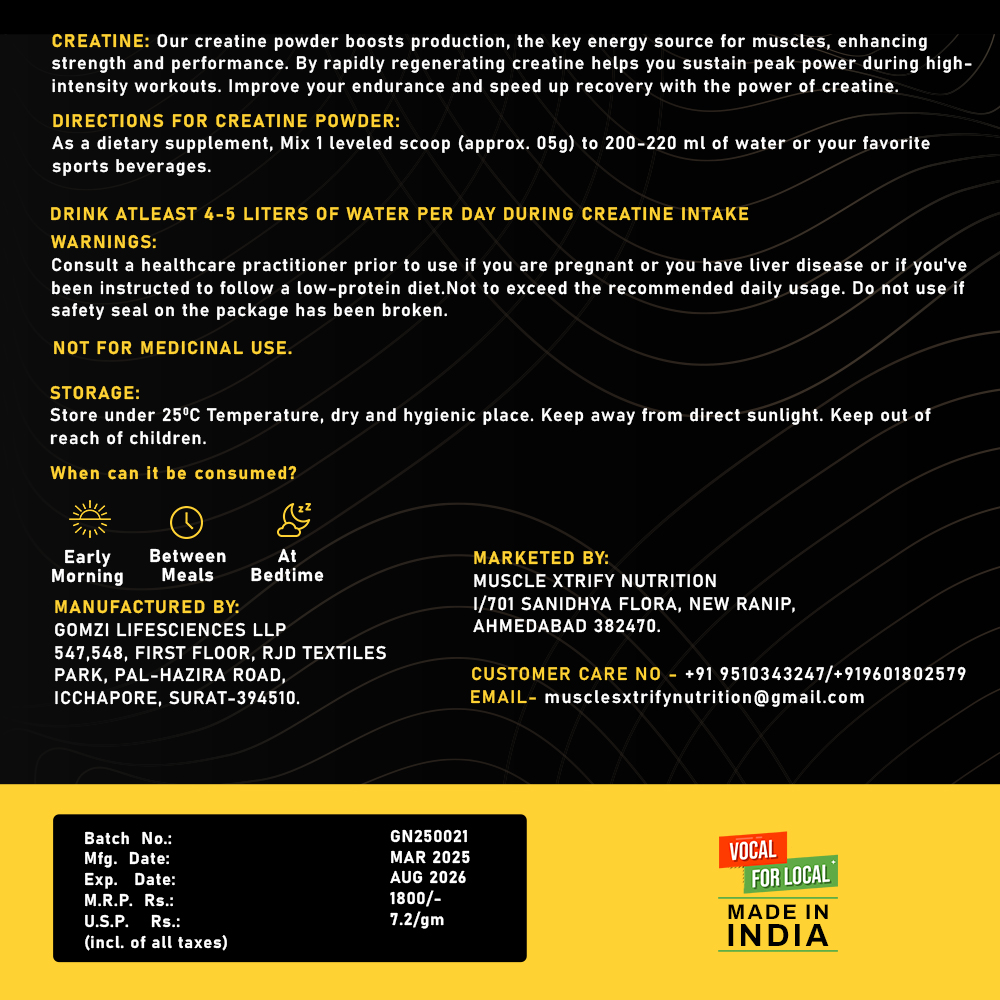 CREATINE: Our creatine powder boosts production, the key energy source for muscles, enhancing
strength and performance. By rapidly regenerating creatine helps you sustain peak power during high-
intensity workouts. Improve your endurance and speed up recovery with the power of creatine.
DIRECTIONS FOR CREATINE POWDER:
As a dietary supplement, Mix 1 leveled scoop (approx. 05g) to 200-220 ml of water or your favorite
sports beverages.
DRINK ATLEAST 4-5 LITERS OF WATER PER DAY DURING CREATINE INTAKE
WARNINGS:
Consult a healthcare practitioner prior to use if you are pregnant or you have liver disease or if you've
been instructed to follow a low-protein diet.Not to exceed the recommended daily usage. Do not use if
safety seal on the package has been broken.
NOT FOR MEDICINAL USE.
STORAGE:
Store under 25⁰C Temperature, dry and hygienic place. Keep away from direct sunlight. Keep out of
reach of children.
When can it be consumed?
Early Morning
Between Meals
At Bedtime
MANUFACTURED BY:
GOMZI LIFESCIENCES LLP
547,548, FIRST FLOOR, RJD TEXTILES
PARK, PAL-HAZIRA ROAD,
ICCHAPORE, SURAT-394510.
MARKETED BY:
MUSCLE XTRIFY NUTRITION
I/701 SANIDHYA FLORA, NEW RANIP,
AHMEDABAD 382470.
CUSTOMER CARE NO - +91 9510343247/+919601802579
EMAIL- musclesxtrifynutrition@gmail.com
Batch No.: GN250021
Mfg. Date: MAR 2025
Exp. Date: AUG 2026
M.R.P. Rs.: 1800/-
U.S.P. Rs.: 7.2/gm
(incl. of all taxes)
VOCAL
FOR LOCAL
MADE IN
INDIA